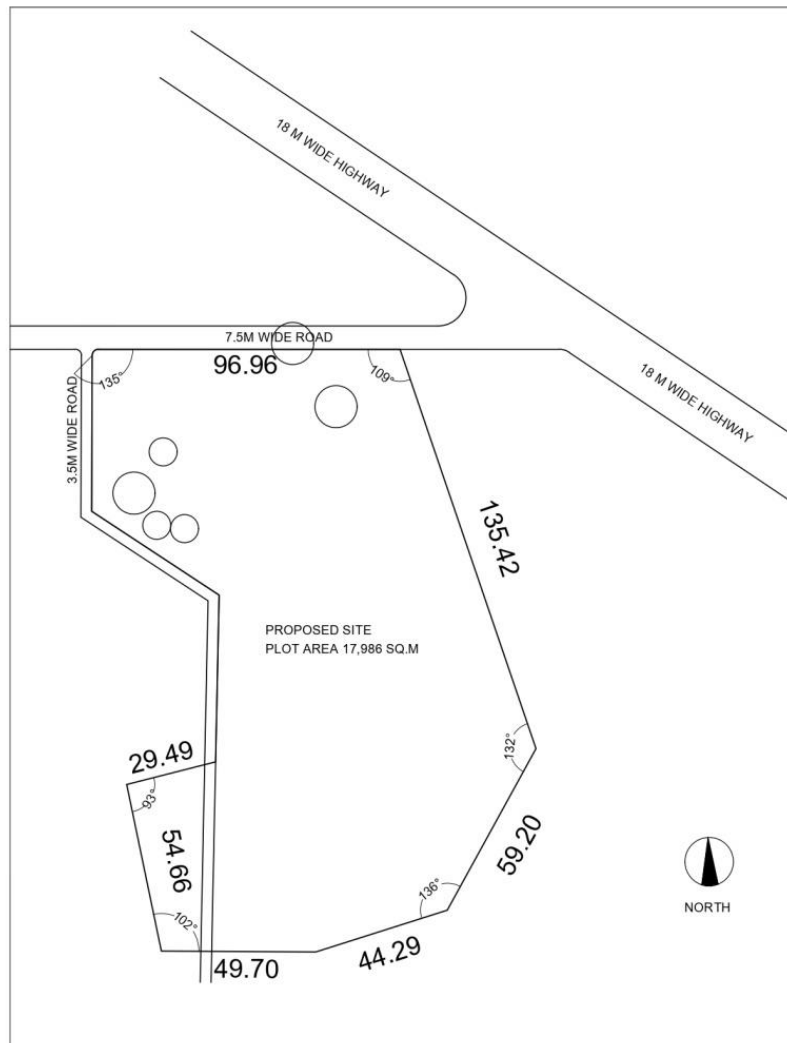 18 M WIDE HIGHWAY
7.5M WIDE ROAD
96.96
135°
109°
18 M WIDE HIGHWAY
3.5M WIDE ROAD
135.42
PROPOSED SITE
PLOT AREA 17,986 SQ.M
132°
29.49
93°
54.66
59.20
136°
NORTH
102°
44.29
49.70